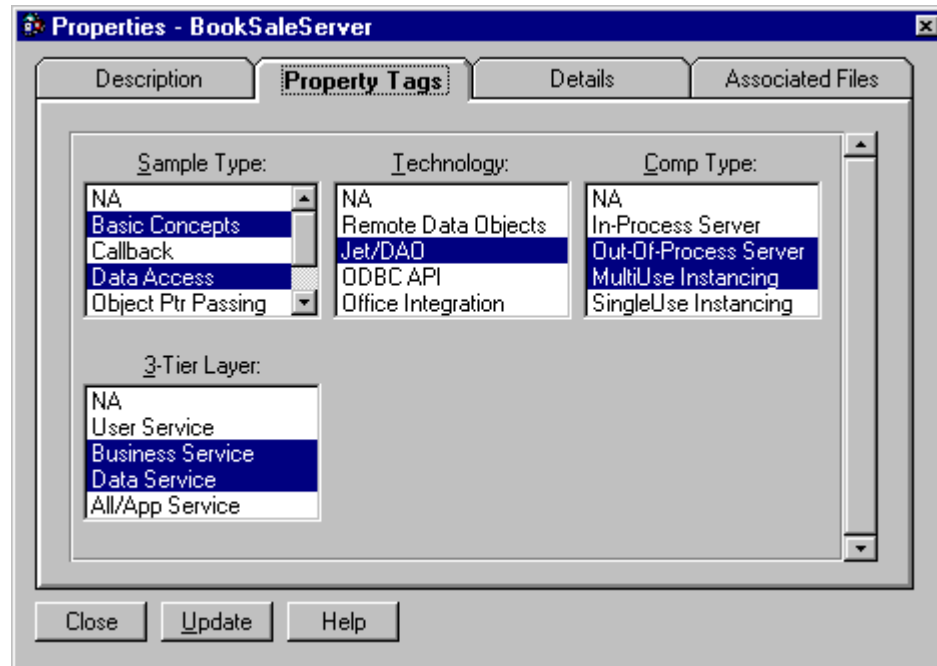 Properties - BookSaleServer
Description
Property Tags
Details
Associated Files
Sample Type:
NA
Basic Concepts
Callback
Data Access
Object Ptr Passing
Technology:
NA
Remote Data Objects
Jet/DAO
ODBC API
Office Integration
Comp Type:
NA
In-Process Server
Out-Of-Process Server
MultiUse Instancing
SingleUse Instancing
3-Tier Layer:
NA
User Service
Business Service
Data Service
All/App Service
Close
Update
Help